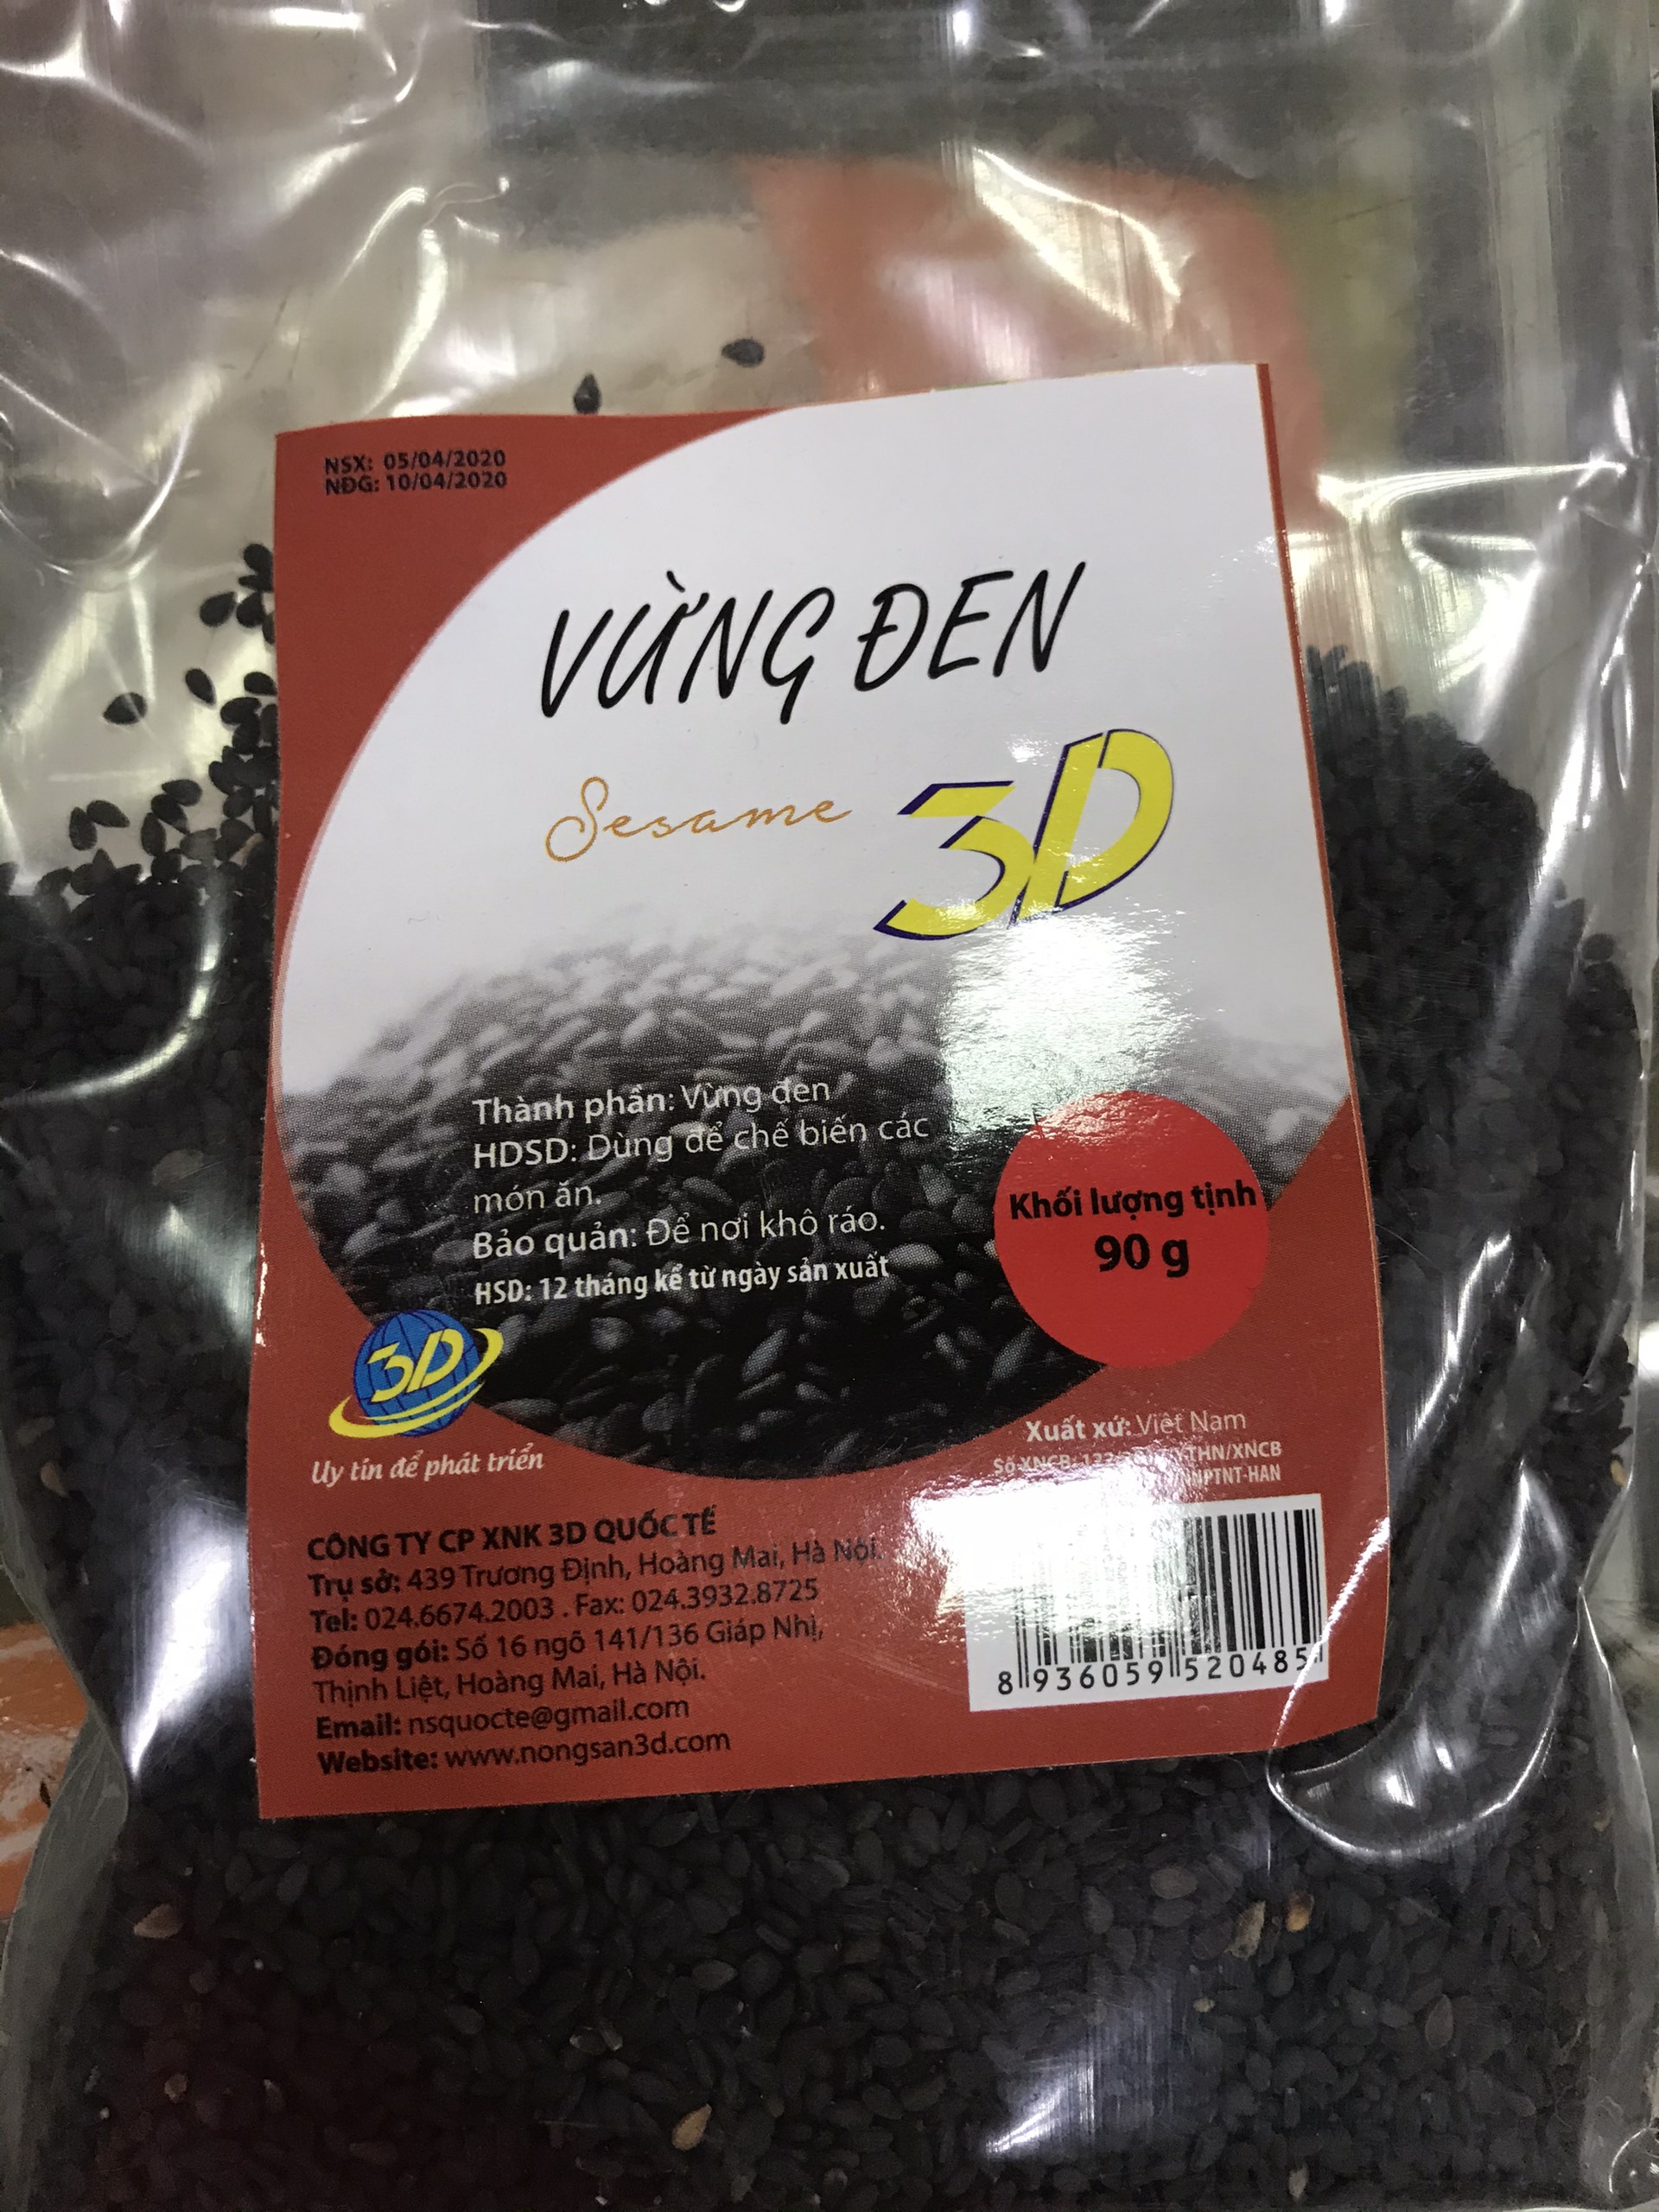 NSX: 05/04/2020
NĐG: 10/04/2020
VỪNG ĐEN
Sesame 3D
Thành phần: Vừng đen
HDSD: Dùng để chế biến các
món ăn.
Bảo quản: Để nơi khô ráo.
HSD: 12 tháng kể từ ngày sản xuất
Khối lượng tịnh
90 g
3D
Uy tín để phát triển
Xuất xứ: Việt Nam
Số XNCB:
CÔNG TY CP XNK 3D QUỐC TẾ
Trụ sở: 439 Trương Định, Hoàng Mai, Hà Nội.
Tel: 024.6674.2003 . Fax: 024.3932.8725
Đóng gói: Số 16 ngõ 141/136 Giáp Nhị,
Thịnh Liệt, Hoàng Mai, Hà Nội.
Email: nsquocte@gmail.com
Website: www.nongsan3d.com
8 936059 520485